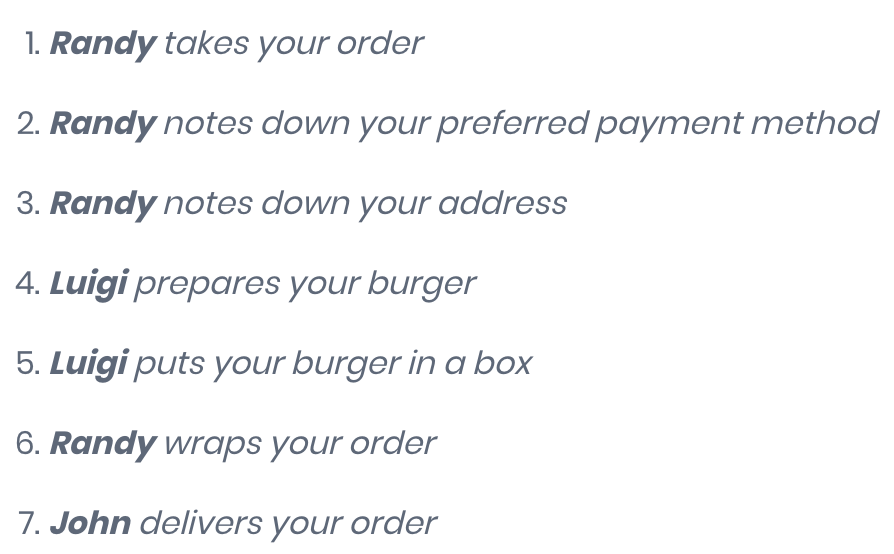 1. Randy takes your order
2. Randy notes down your preferred payment method
3. Randy notes down your address
4. Luigi prepares your burger
5. Luigi puts your burger in a box
6. Randy wraps your order
7. John delivers your order